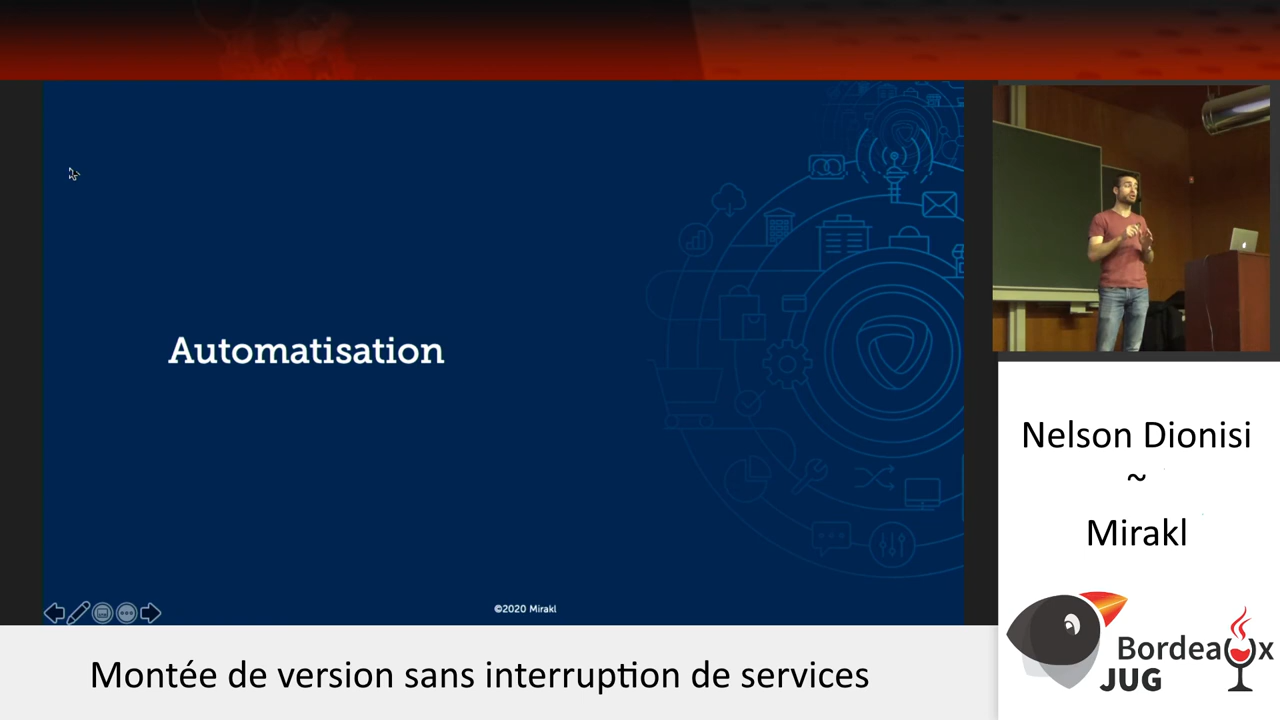 Automatisation
©2020 Mirakl
Nelson Dionisi
~
Mirakl
Bordeaux
JUG
Montée de version sans interruption de services